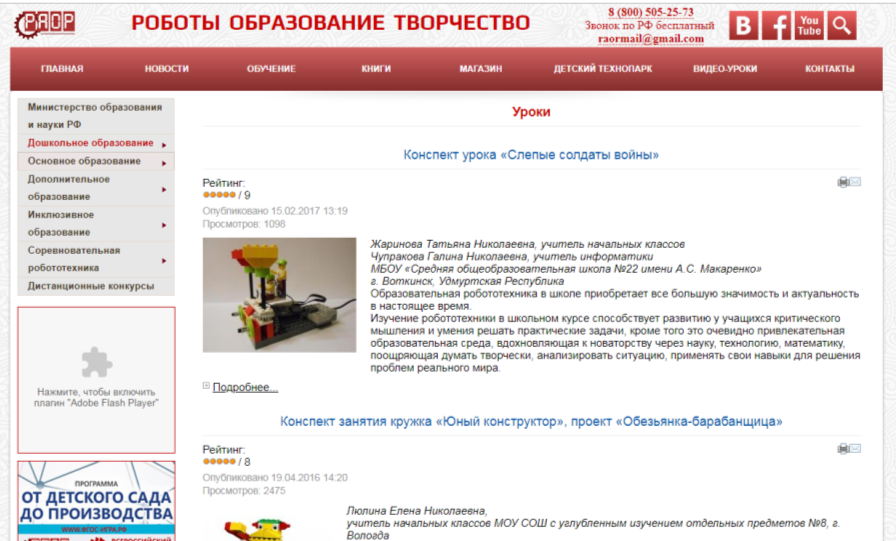 РАОР
РОБОТЫ ОБРАЗОВАНИЕ ТВОРЧЕСТВО
8 (800) 505-25-73
Звонок по РФ бесплатный
raormail@gmail.com
В f You Tube
ГЛАВНАЯ НОВОСТИ ОБУЧЕНИЕ КНИГИ МАГАЗИН ДЕТСКИЙ ТЕХНОПАРК ВИДЕО-УРОКИ КОНТАКТЫ
Министерство образования
и науки РФ
Дошкольное образование
Основное образование
Дополнительное
образование
Инклюзивное
образование
Соревновательная
робототехника
Дистанционные конкурсы
Нажмите, чтобы включить
плагин "Adobe Flash Player"
ПРОГРАММА
ОТ ДЕТСКОГО САДА
ДО ПРОИЗВОДСТВА
WWW.ФГОС-ИГРА.РФ
ВСЕРОССИЙСКИЙ
Уроки
Конспект урока «Слепые солдаты войны»
Рейтинг:
/ 9
Опубликовано 15.02.2017 13:19
Просмотров: 1098
Жаринова Татьяна Николаевна, учитель начальных классов
Чупракова Галина Николаевна, учитель информатики
МБОУ «Средняя общеобразовательная школа №22 имени А.С. Макаренко»
г. Воткинск, Удмуртская Республика
Образовательная робототехника в школе приобретает все большую значимость и актуальность
в настоящее время.
Изучение робототехники в школьном курсе способствует развитию у учащихся критического
мышления и умения решать практические задачи, кроме того это очевидно привлекательная
образовательная среда, вдохновляющая к новаторству через науку, технологию, математику,
поощряющая думать творчески, анализировать ситуацию, применять свои навыки для решения
проблем реального мира.
Подробнее...
Конспект занятия кружка «Юный конструктор», проект «Обезьянка-барабанщица»
Рейтинг:
/ 8
Опубликовано 19.04.2016 14:20
Просмотров: 2475
Люлина Елена Николаевна,
учитель начальных классов МОУ СОШ с углубленным изучением отдельных предметов №8, г.
Вологда